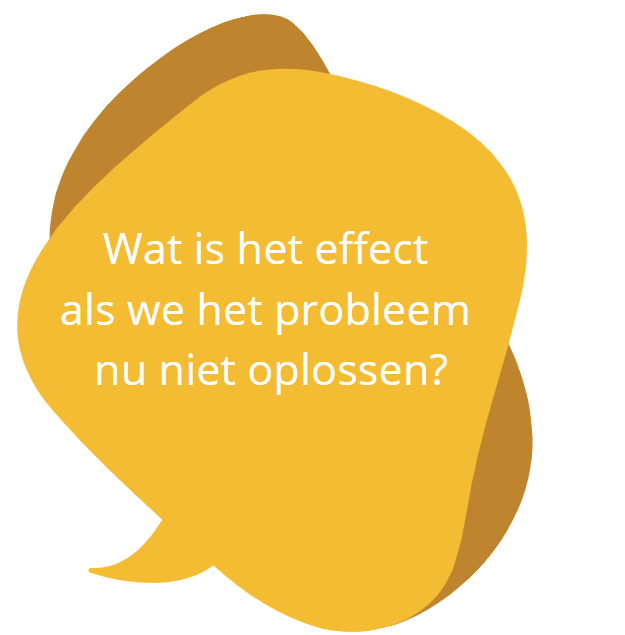 Wat is het effect
als we het probleem
nu niet oplossen?